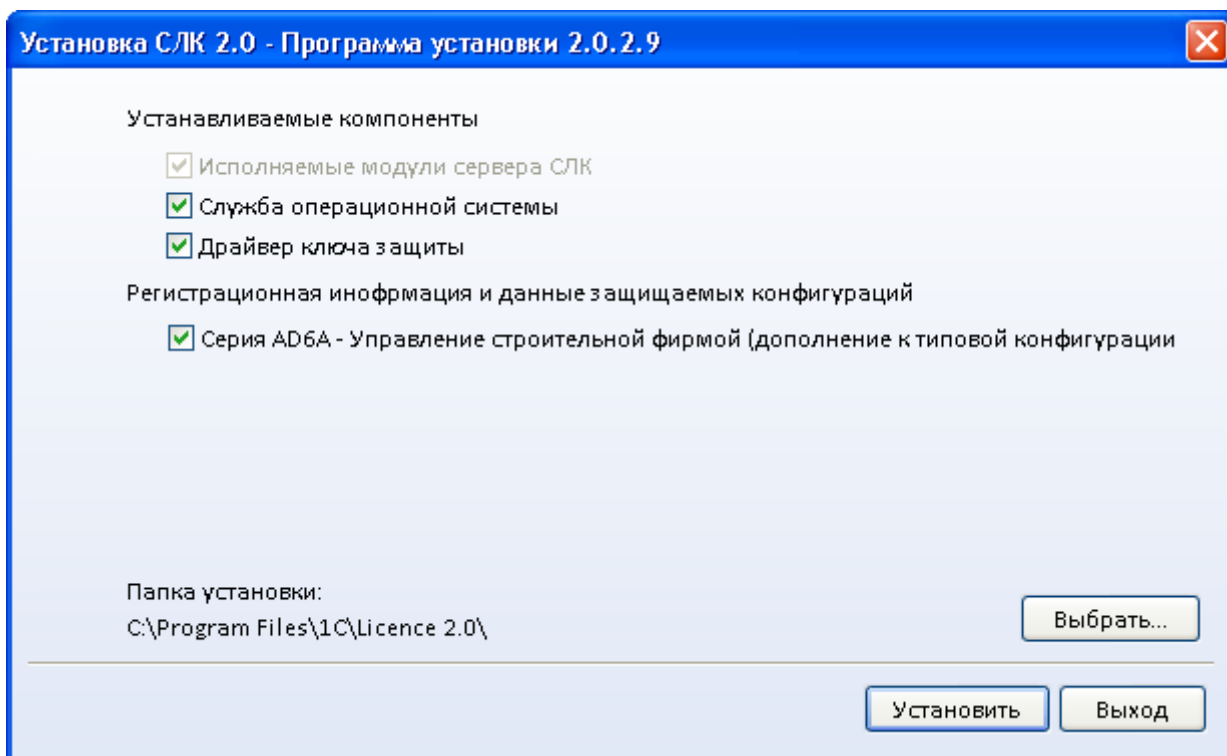 Установка СЛК 2.0 - Программа установки 2.0.2.9
Устанавливаемые компоненты
Исполняемые модули сервера СЛК
Служба операционной системы
Драйвер ключа защиты
Регистрационная инофрмация и данные защищаемых конфигураций
Серия AD6A - Управление строительной фирмой (дополнение к типовой конфигурации
Папка установки:
C:\Program Files\1C\Licence 2.0\
Выбрать...
Установить
Выход